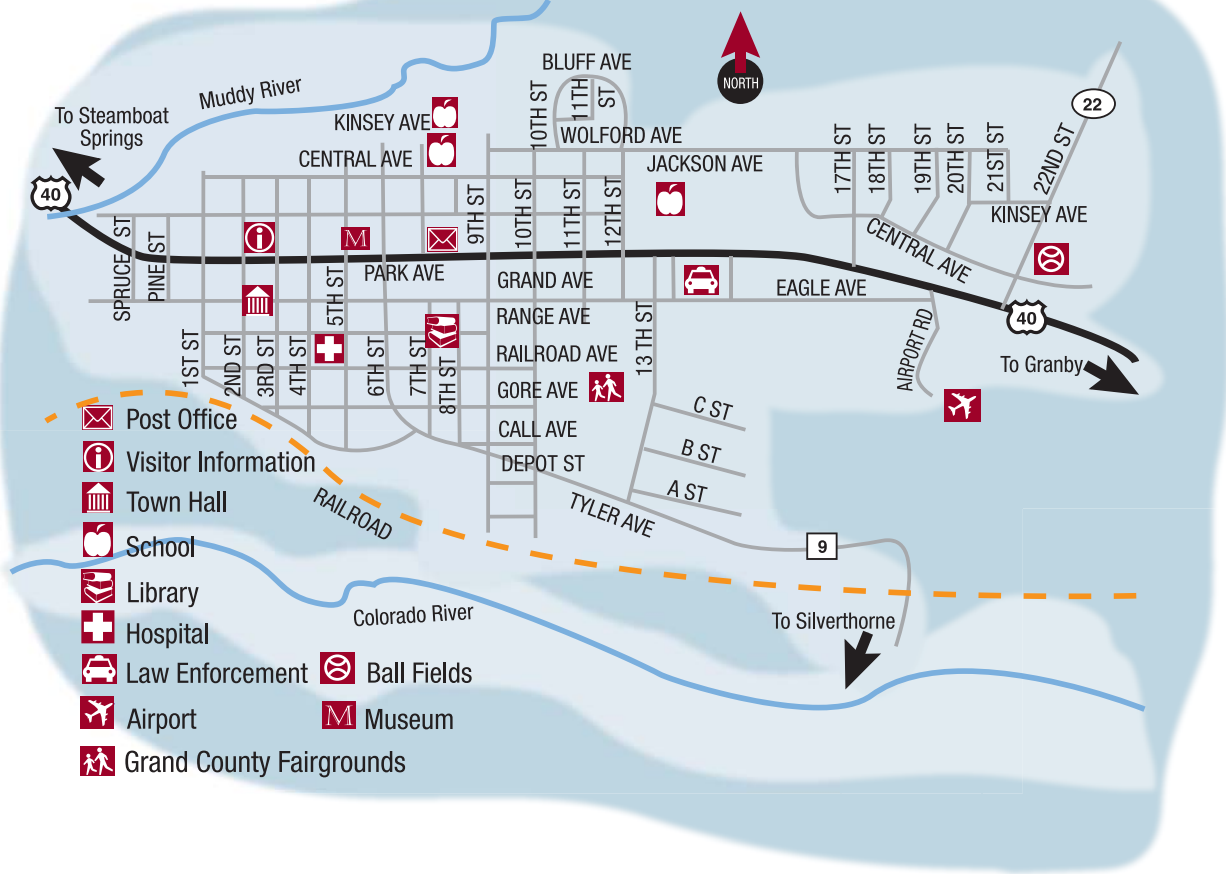 BLUFF AVE
10TH ST
11TH
ST
WOLFORD AVE
NORTH
22
Muddy River
To Steamboat
Springs
40
KINSEY AVE
CENTRAL AVE
JACKSON AVE
17TH ST
18TH ST
19TH ST
20TH ST
21ST ST
22ND ST
KINSEY AVE
CENTRAL AVE
9TH ST
10TH ST
11TH ST
12TH ST
SPRUCE ST
PINE ST
M
PARK AVE
GRAND AVE
EAGLE AVE
5TH ST
RANGE AVE
13 TH ST
40
AIRPORT RD
To Granby
1ST ST
2ND ST
3RD ST
4TH ST
6TH ST
7TH ST
8TH ST
RAILROAD AVE
GORE AVE
C ST
CALL AVE
B ST
DEPOT ST
A ST
TYLER AVE
RAILROAD
9
Colorado River
To Silverthorne
Post Office
Visitor Information
Town Hall
School
Library
Hospital
Law Enforcement
Ball Fields
Airport
M Museum
Grand County Fairgrounds